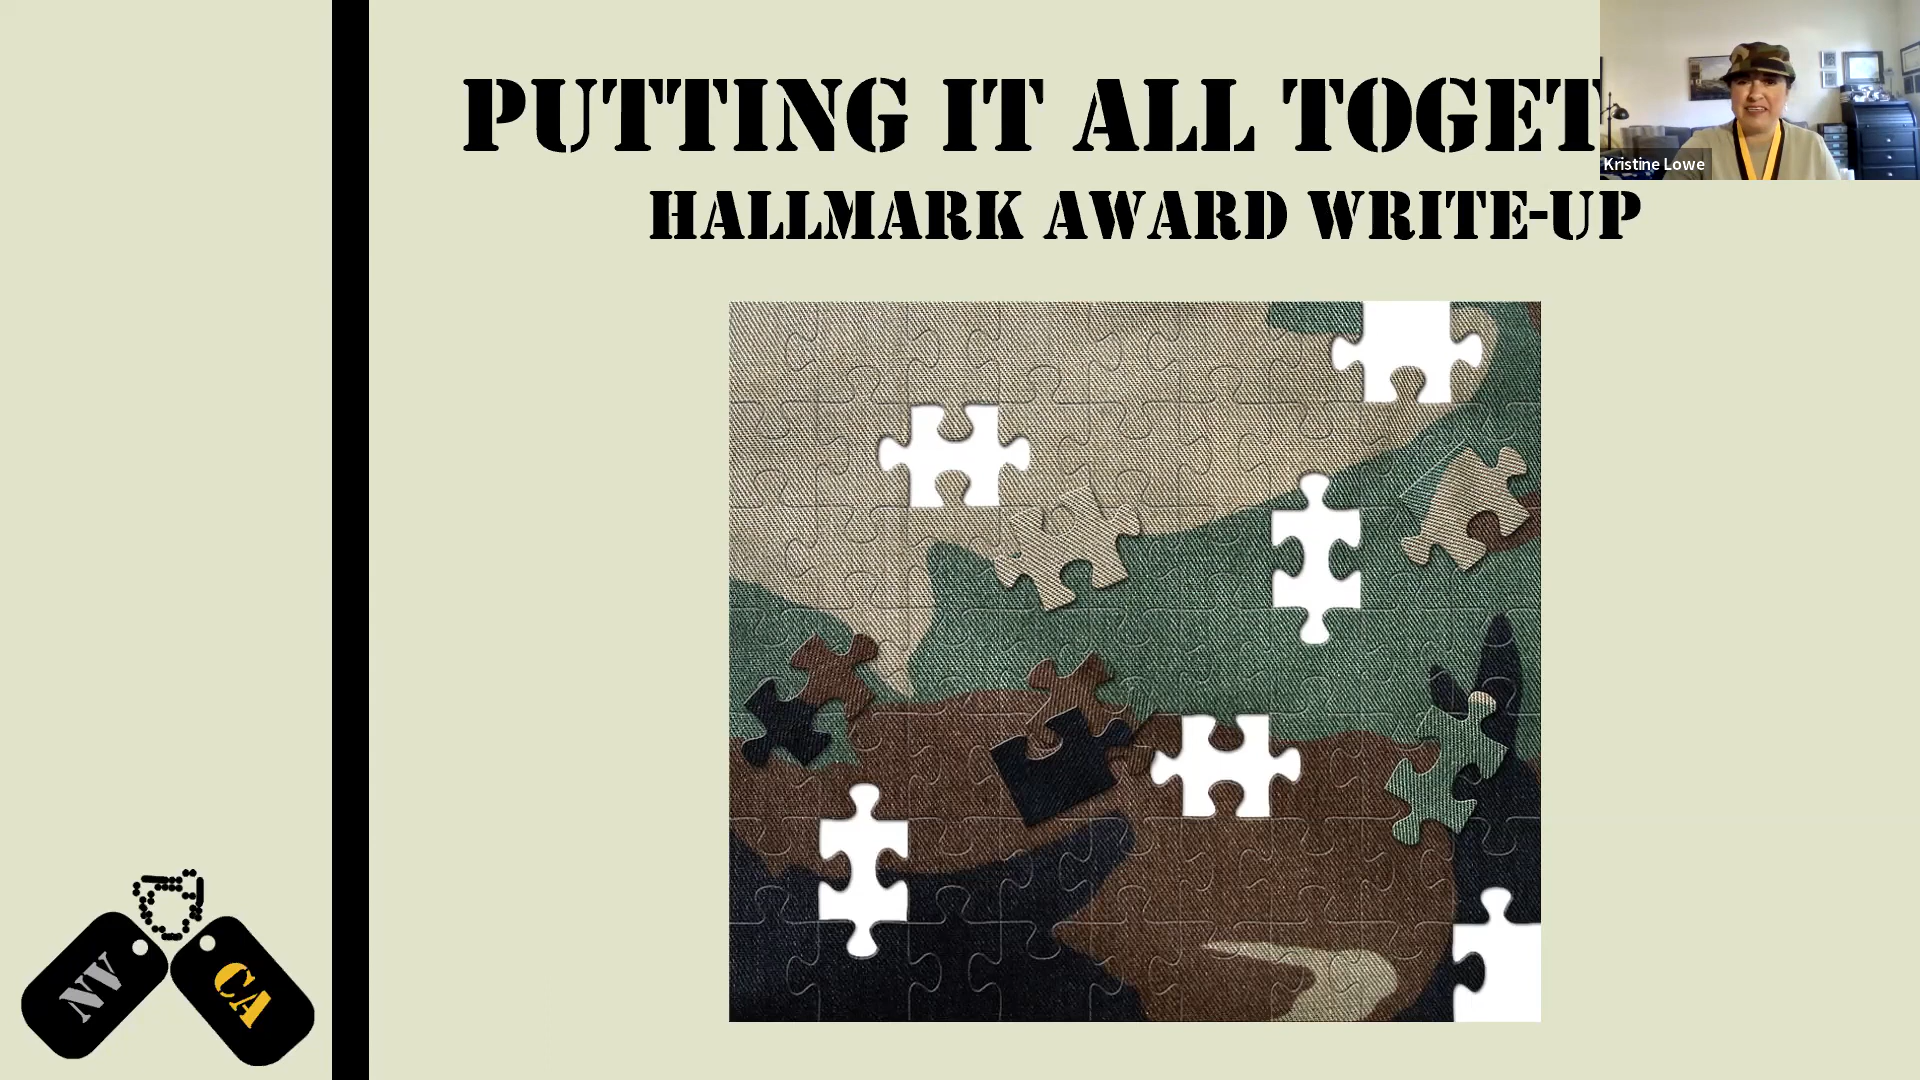 PUTTING IT ALL TOGET
Kristine Lowe
HALLMARK AWARD WRITE-UP
NV
CA